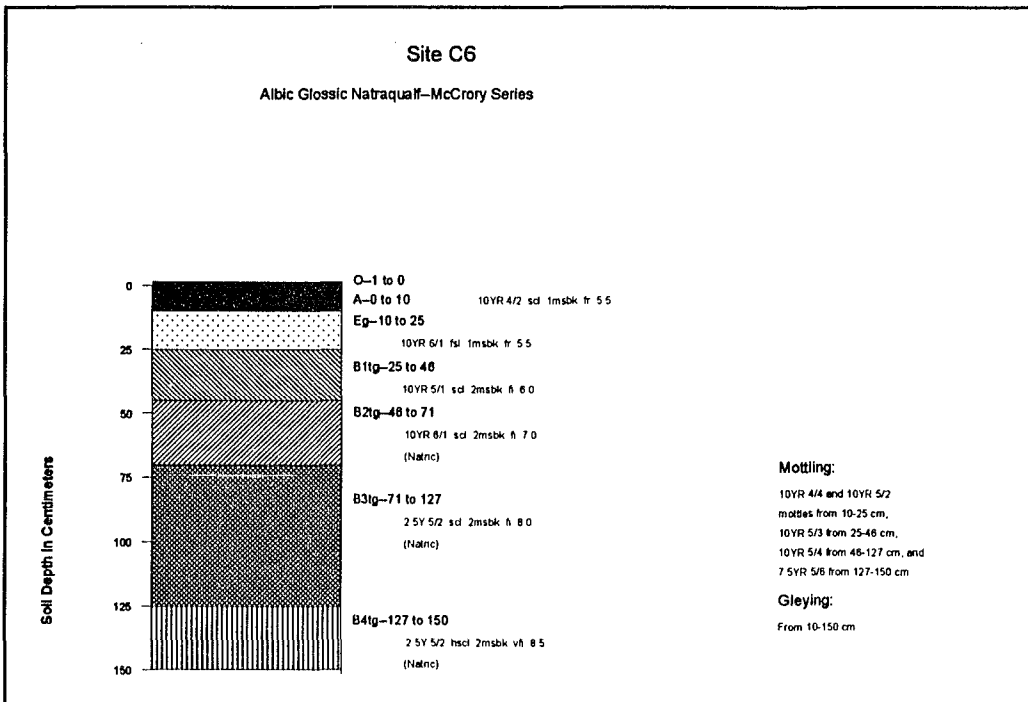 Site C6
Albic Glossic Natraqualf–McCrory Series
Soil Depth In Centimeters
0
25
50
75
100
125
150
O–1 to 0
A–0 to 10 10YR 4/2 scl 1msbk fr 5.5
Eg–10 to 25
10YR 6/1 fsl 1msbk fr 5.5
B1tg–25 to 46
10YR 5/1 scl 2msbk fi 6.0
B2tg–46 to 71
10YR 6/1 scl 2msbk fi 7.0
(Natric)
B3tg–71 to 127
2.5Y 5/2 scl 2msbk fi 8.0
(Natric)
B4tg–127 to 150
2.5Y 5/2 hscl 2msbk vfi 8.5
(Natric)
Mottling:
10YR 4/4 and 10YR 5/2
mottles from 10-25 cm,
10YR 5/3 from 25-46 cm,
10YR 5/4 from 46-127 cm, and
7.5YR 5/6 from 127-150 cm
Gleying:
From 10-150 cm